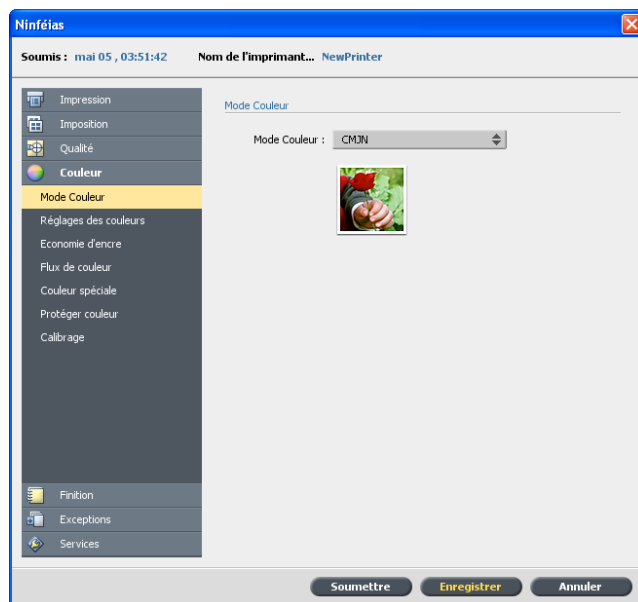 Ninféias
Soumis : mai 05 , 03:51:42 Nom de l'imprimant... NewPrinter
Impression
Imposition
Qualité
Couleur
Mode Couleur
Réglages des couleurs
Economie d'encre
Flux de couleur
Couleur spéciale
Protéger couleur
Calibrage
Finition
Exceptions
Services
Mode Couleur
Mode Couleur : CMJN
Soumettre Enregistrer Annuler